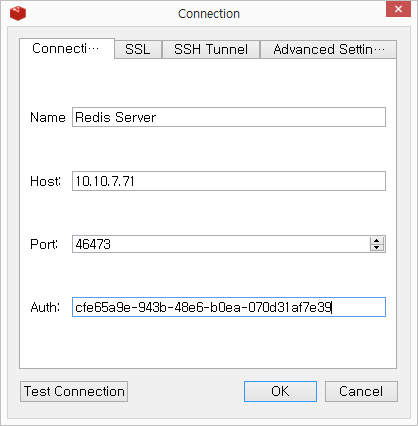 Connection
Connecti⋯
SSL
SSH Tunnel
Advanced Settin⋯
Name
Redis Server
Host:
10.10.7.71
Port:
46473
Auth:
cfe65a9e-943b-48e6-b0ea-070d31af7e39
Test Connection
OK
Cancel